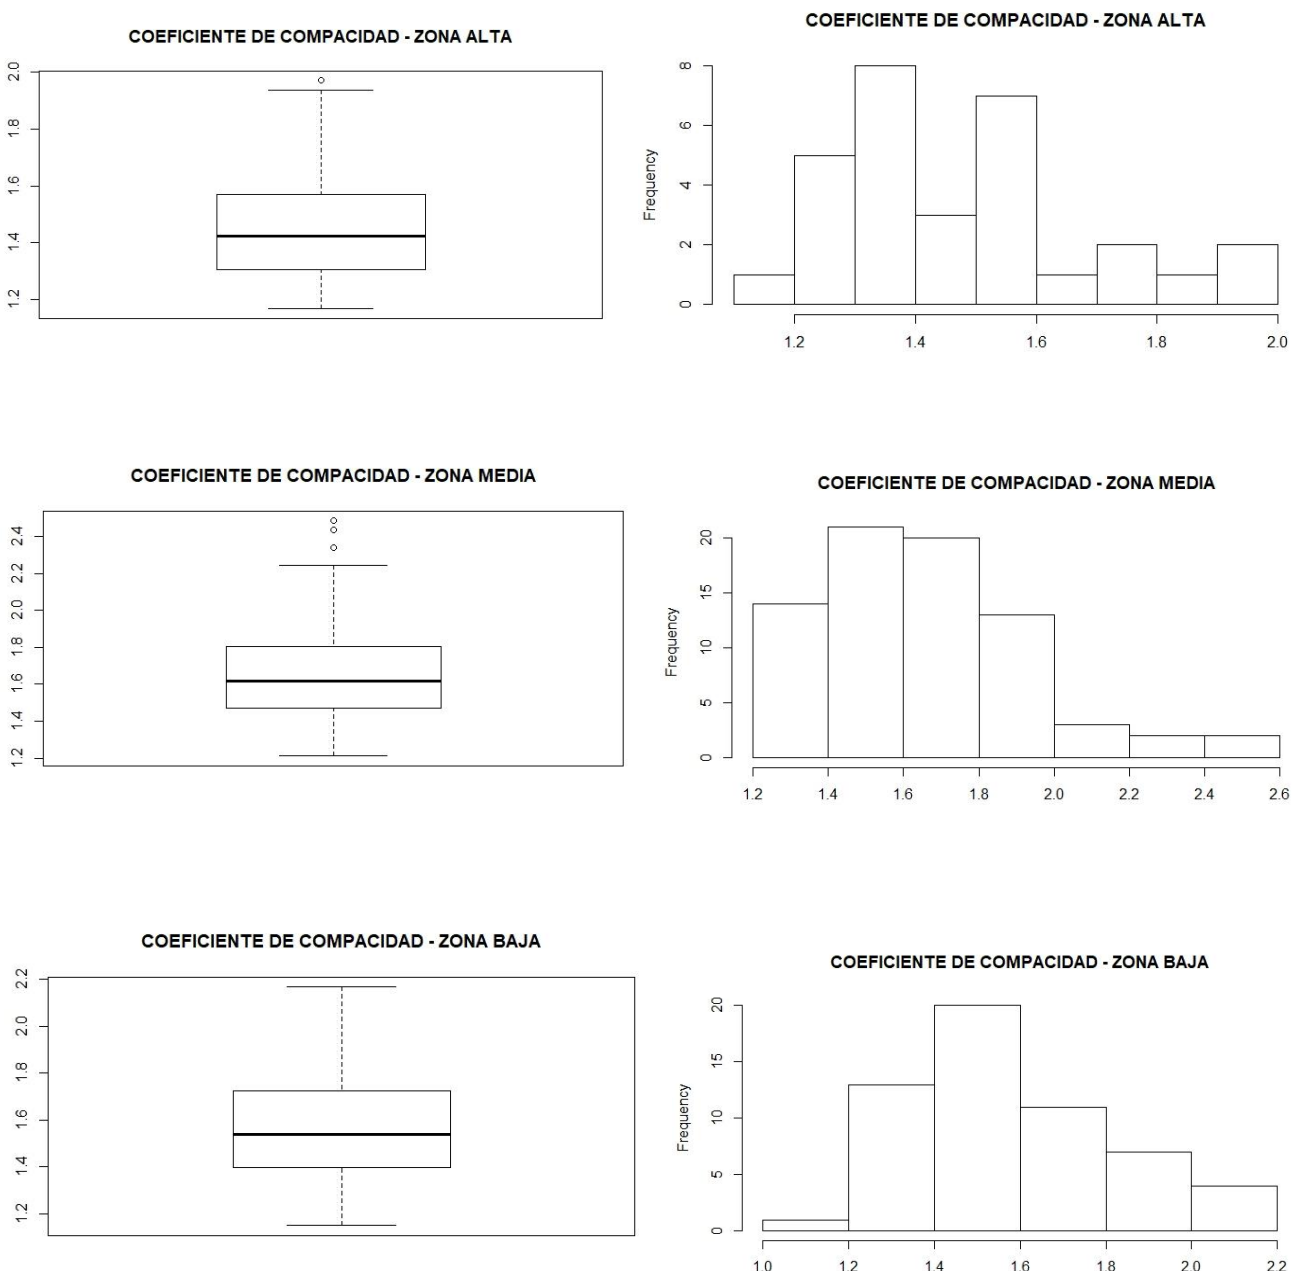 COEFICIENTE DE COMPACIDAD - ZONA ALTA
2.0
1.8
1.6
1.4
1.2
COEFICIENTE DE COMPACIDAD - ZONA ALTA
Frequency
8
6
4
2
0
1.2 1.4 1.6 1.8 2.0
COEFICIENTE DE COMPACIDAD - ZONA MEDIA
2.4
2.2
2.0
1.8
1.6
1.4
1.2
COEFICIENTE DE COMPACIDAD - ZONA MEDIA
Frequency
20
15
10
5
0
1.2 1.4 1.6 1.8 2.0 2.2 2.4 2.6
COEFICIENTE DE COMPACIDAD - ZONA BAJA
2.2
2.0
1.8
1.6
1.4
1.2
COEFICIENTE DE COMPACIDAD - ZONA BAJA
Frequency
20
15
10
5
0
1.0 1.2 1.4 1.6 1.8 2.0 2.2